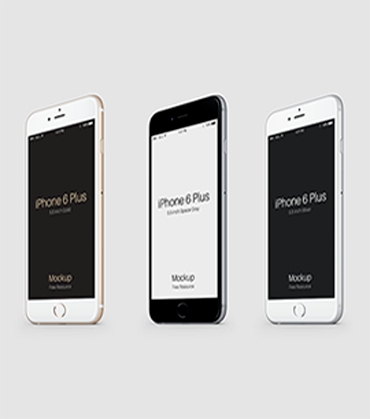 iPhone 6 Plus
5.5-inch Gold
Mockup
Free Resource
iPhone 6 Plus
5.5-inch Space Gray
Mockup
Free Resource
iPhone 6 Plus
5.5-inch Silver
Mockup
Free Resource